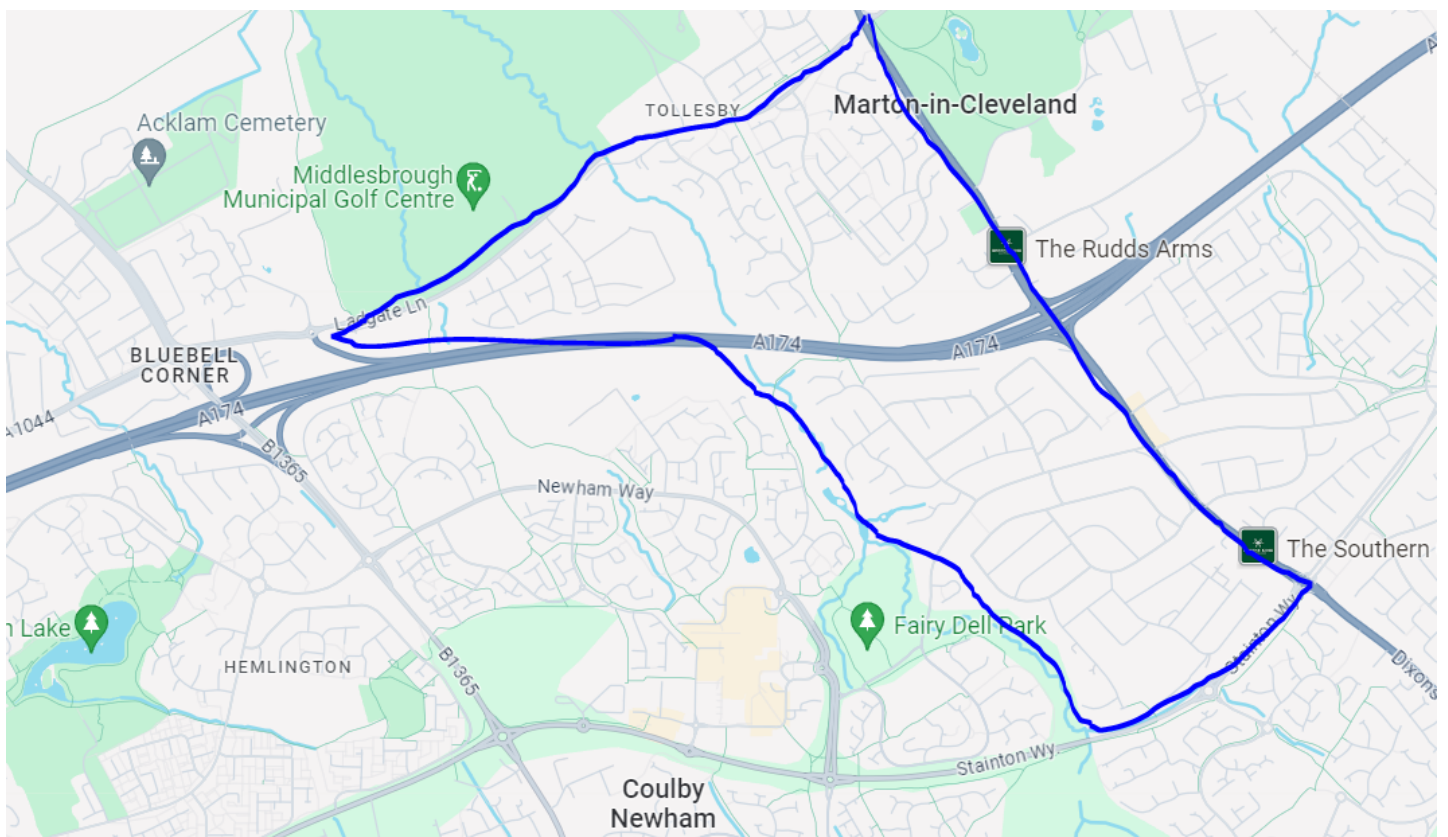 TOLLESBY
Marton-in-Cleveland
Acklam Cemetery
Middlesbrough
Municipal Golf Centre
The Rudds Arms
Ladgate Ln
BLUEBELL
CORNER
A174
A174
A174
A1044
B1365
Newham Way
The Southern
n Lake
Fairy Dell Park
Stainton Wy
HEMLINGTON
B1365
Dixons
Stainton Wy
Coulby
Newham